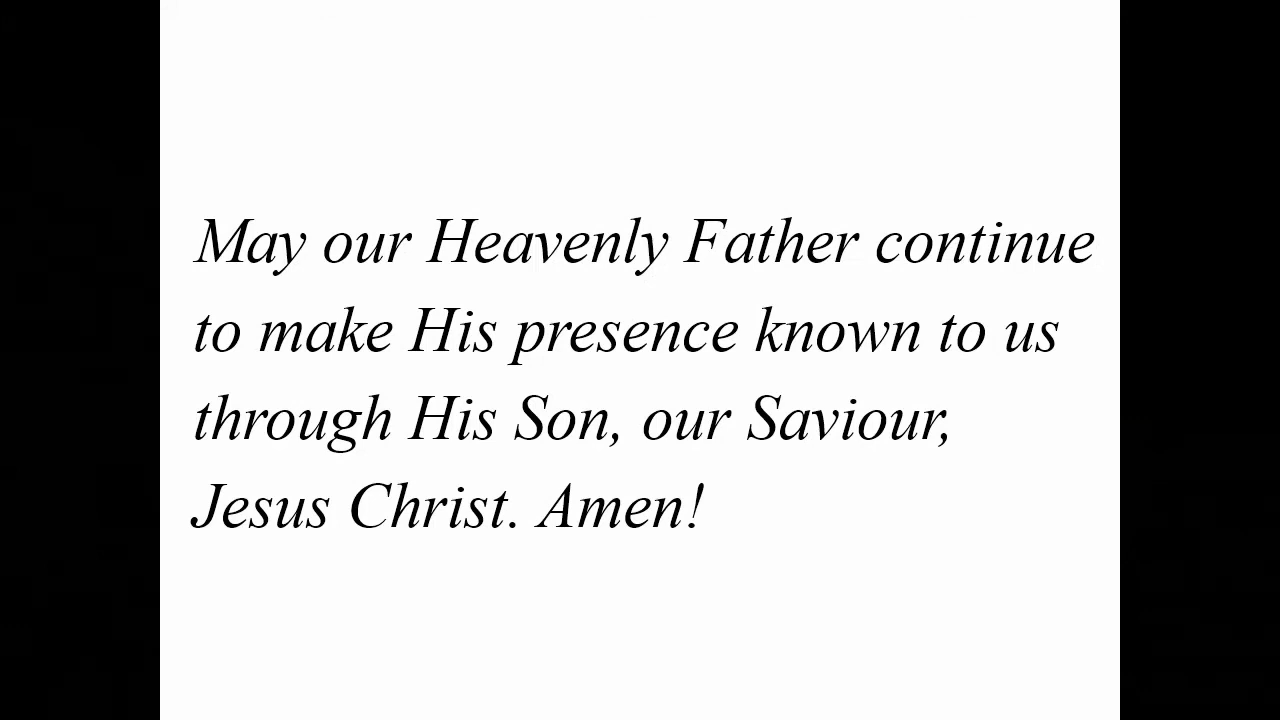 May our Heavenly Father continue
to make His presence known to us
through His Son, our Saviour,
Jesus Christ. Amen!